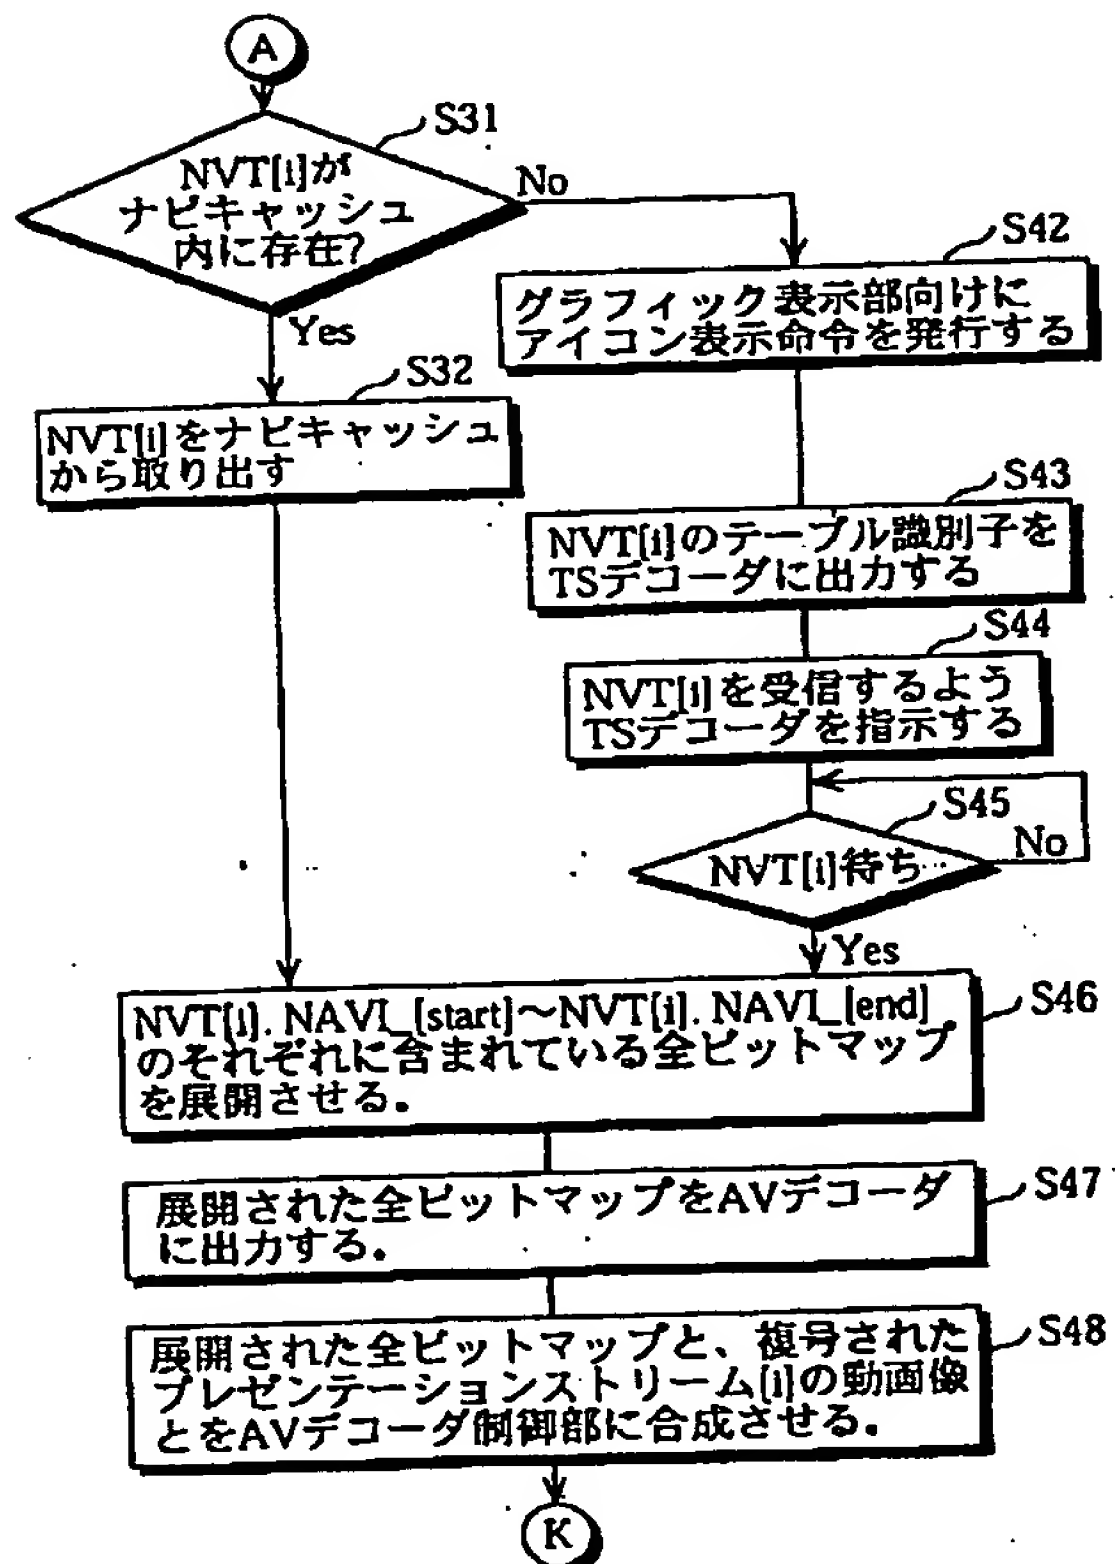 A
S31
NVT[i]が
ナビキャッシュ
内に存在?
No
Yes
S32
NVT[i]をナビキャッシュ
から取り出す
S42
グラフィック表示部向けに
アイコン表示命令を発行する
S43
NVT[i]のテーブル識別子を
TSデコーダに出力する
S44
NVT[i]を受信するよう
TSデコーダを指示する
S45
NVT[i]待ち
No
Yes
S46
NVT[i]. NAVI_[start]～NVT[i]. NAVI_[end]
のそれぞれに含まれている全ビットマップ
を展開させる。
S47
展開された全ビットマップをAVデコーダ
に出力する。
S48
展開された全ビットマップと、復号された
プレゼンテーションストリーム[i]の動画像
とをAVデコーダ制御部に合成させる。
K